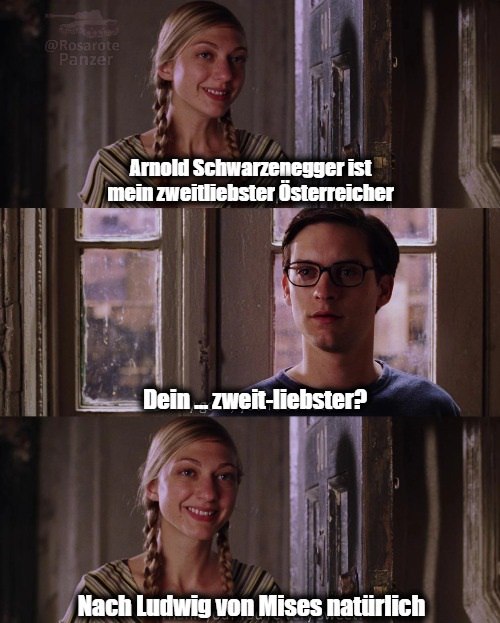 @Rosarote
Panzer
Arnold Schwarzenegger ist
mein zweitliebster Österreicher
Dein ... zweit-liebster?
Nach Ludwig von Mises natürlich